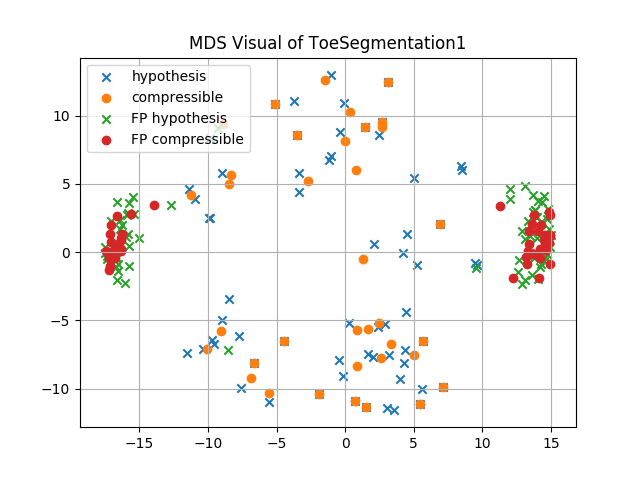 MDS Visual of ToeSegmentation1
hypothesis
compressible
FP hypothesis
FP compressible
10
5
0
−5
−10
−15 −10 −5 0 5 10 15